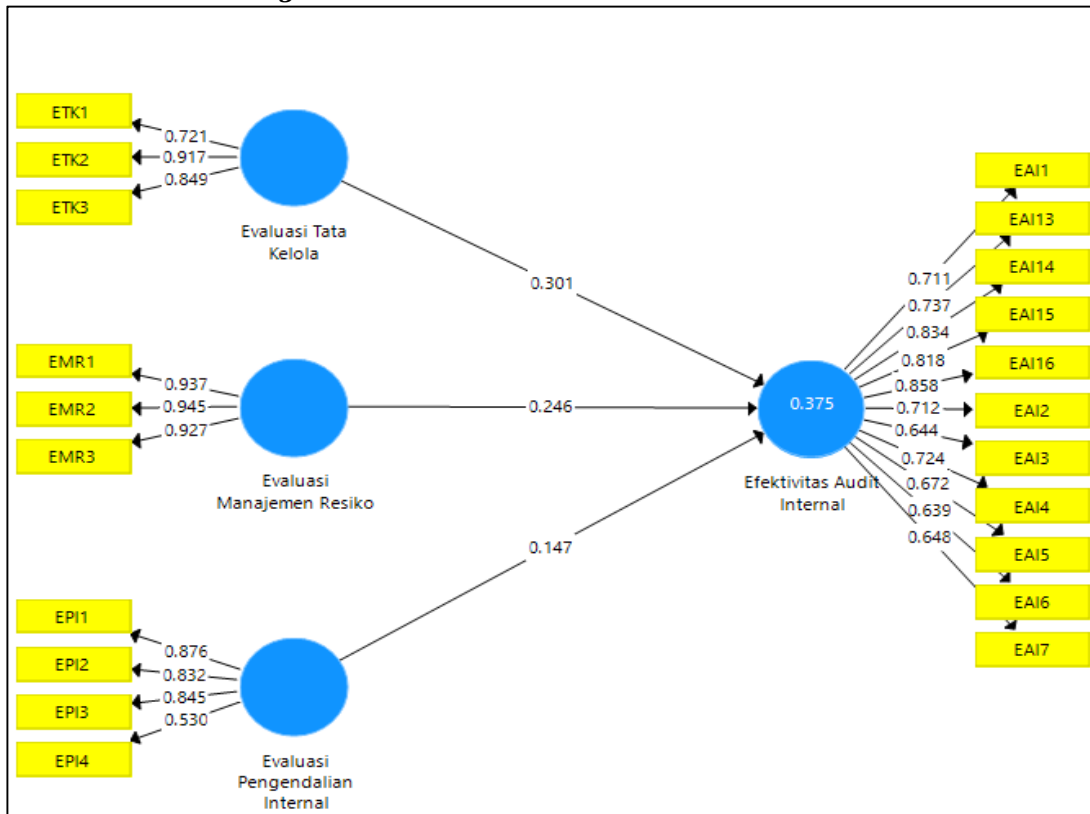 ETK1
ETK2
ETK3
0.721
0.917
0.849
Evaluasi Tata
Kelola
0.301
EMR1
EMR2
EMR3
0.937
0.945
0.927
Evaluasi
Manajemen Resiko
0.246
EPI1
EPI2
EPI3
EPI4
0.876
0.832
0.845
0.530
Evaluasi
Pengendalian
Internal
0.147
0.375
Efektivitas Audit
Internal
0.711
0.737
0.834
0.818
0.858
0.712
0.644
0.724
0.672
0.639
0.648
EAI1
EAI13
EAI14
EAI15
EAI16
EAI2
EAI3
EAI4
EAI5
EAI6
EAI7